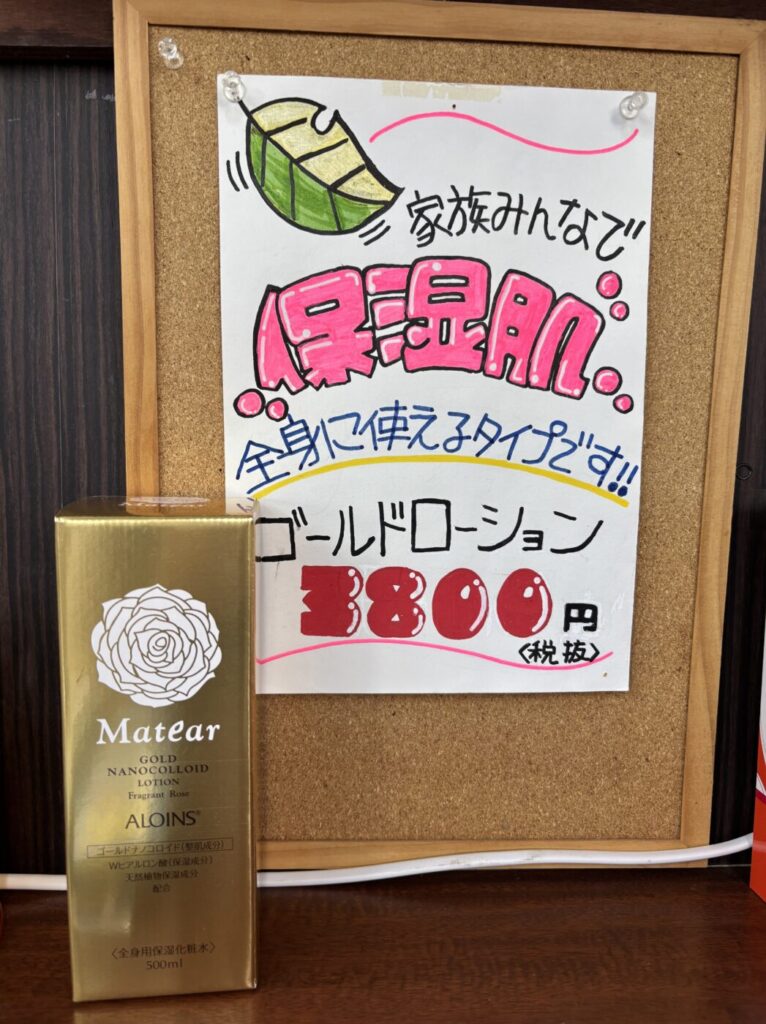 家族みんなで
保湿肌
全身に使えるタイプです!!
ゴールドローション
3800円
<税抜>
Matear
GOLD
NANOCOLLOID
LOTION
Fragrant Rose
ALOINS®
ゴールドナノコロイド(整肌成分)
Wヒアルロン酸(保湿成分)
天然植物保湿成分
配合
〈全身用保湿化粧水〉
500ml